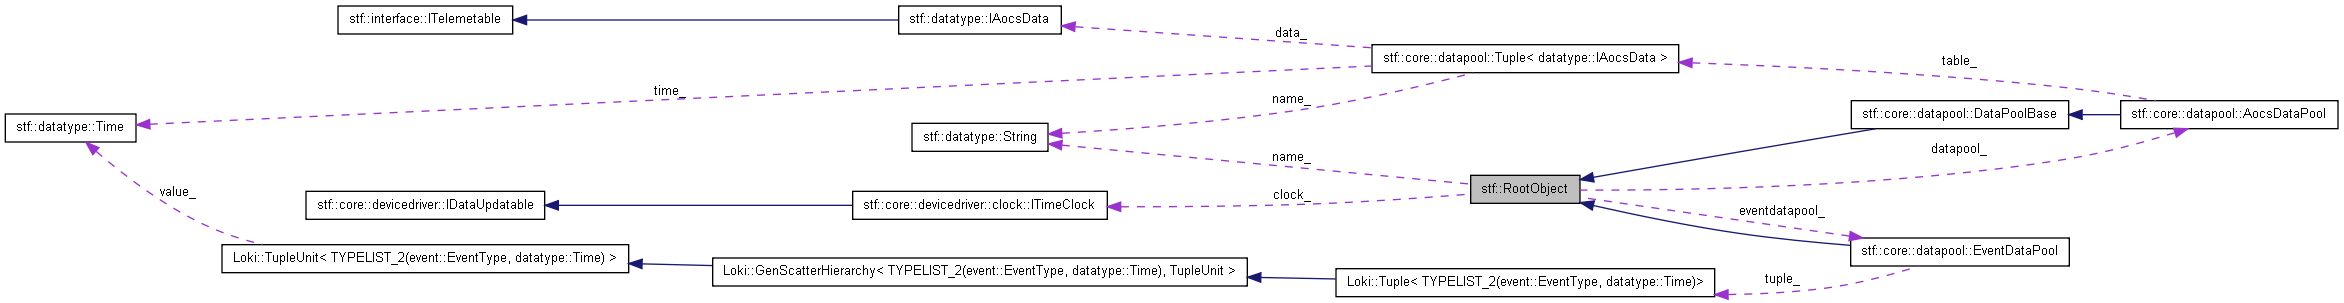 stf::interface::ITelemetable
stf::datatype::IAocsData
data_
stf::core::datapool::Tuple< datatype::IAocsData >
table_
time_
name_
stf::core::datapool::DataPoolBase
stf::core::datapool::AocsDataPool
stf::datatype::Time
stf::datatype::String
name_
datapool_
stf::RootObject
value_
stf::core::devicedriver::IDataUpdatable
stf::core::devicedriver::clock::ITimeClock
clock_
eventdatapool_
Loki::TupleUnit< TYPELIST_2(event::EventType, datatype::Time) >
stf::core::datapool::EventDataPool
Loki::GenScatterHierarchy< TYPELIST_2(event::EventType, datatype::Time), TupleUnit >
Loki::Tuple< TYPELIST_2(event::EventType, datatype::Time)>
tuple_